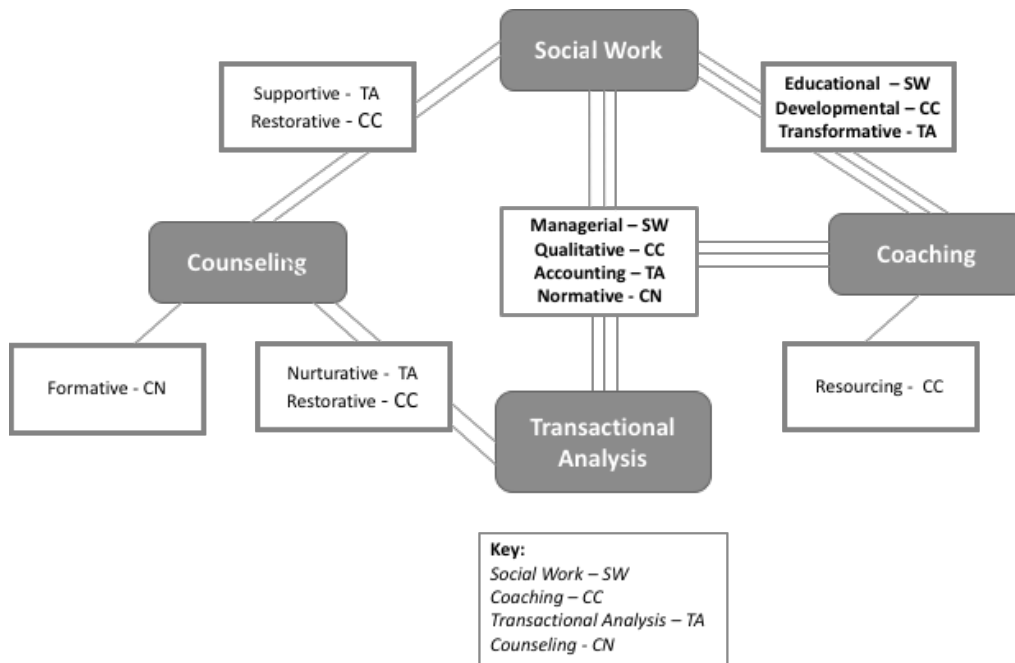 Social Work
Supportive - TA
Restorative - CC
Educational – SW
Developmental – CC
Transformative - TA
Counseling
Managerial – SW
Qualitative – CC
Accounting – TA
Normative - CN
Coaching
Formative - CN
Nurturative - TA
Restorative - CC
Resourcing - CC
Transactional
Analysis
Key:
Social Work – SW
Coaching – CC
Transactional Analysis – TA
Counseling - CN